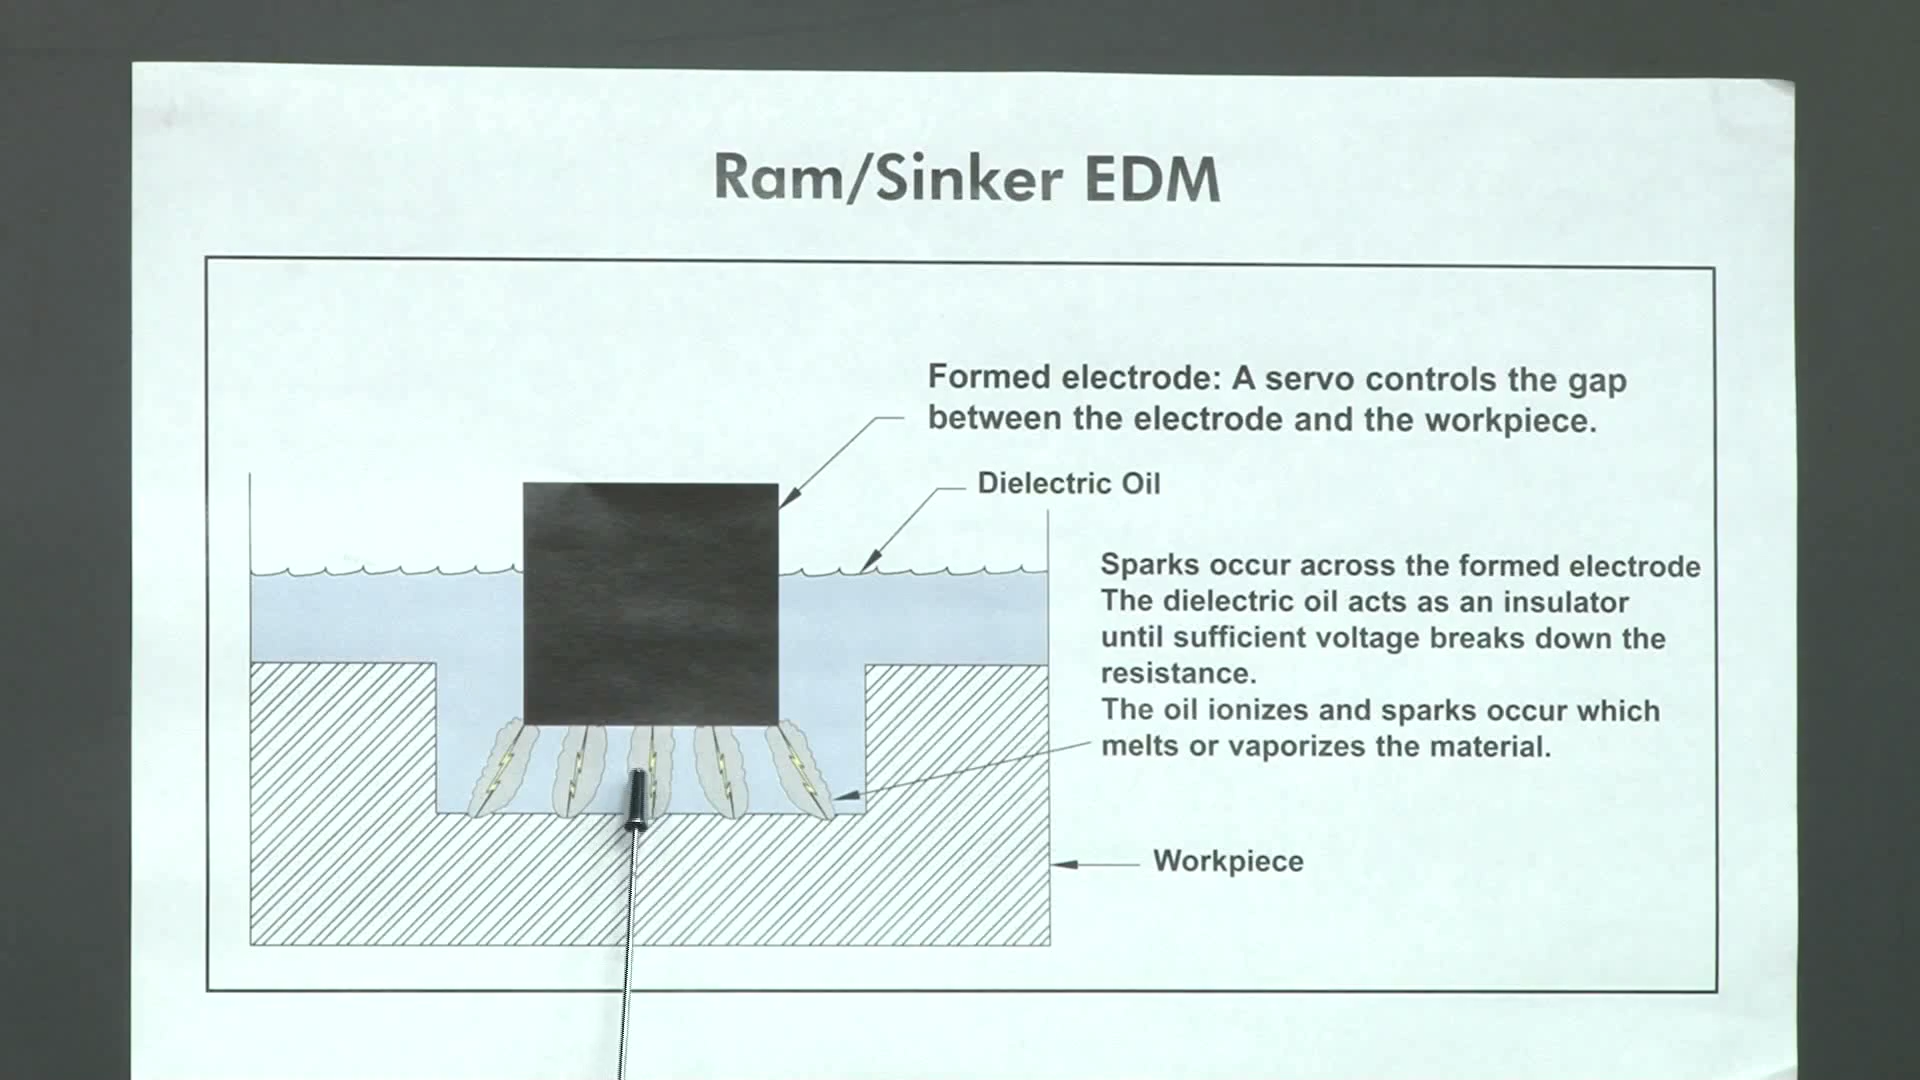 Ram/Sinker EDM
Formed electrode: A servo controls the gap
between the electrode and the workpiece.
Dielectric Oil
Sparks occur across the formed electrode
The dielectric oil acts as an insulator
until sufficient voltage breaks down the
resistance.
The oil ionizes and sparks occur which
melts or vaporizes the material.
Workpiece